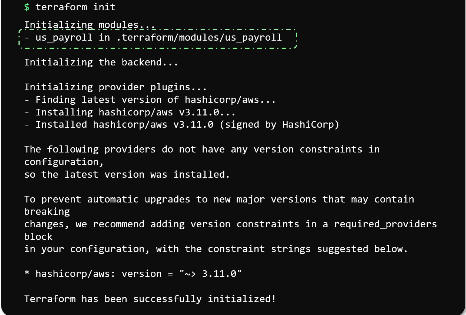 $ terraform init
Initializing modules...
- us_payroll in .terraform/modules/us_payroll
Initializing the backend...
Initializing provider plugins...
- Finding latest version of hashicorp/aws...
- Installing hashicorp/aws v3.11.0...
- Installed hashicorp/aws v3.11.0 (signed by HashiCorp)
The following providers do not have any version constraints in
configuration,
so the latest version was installed.
To prevent automatic upgrades to new major versions that may contain
breaking
changes, we recommend adding version constraints in a required_providers
block
in your configuration, with the constraint strings suggested below.
* hashicorp/aws: version = "~> 3.11.0"
Terraform has been successfully initialized!